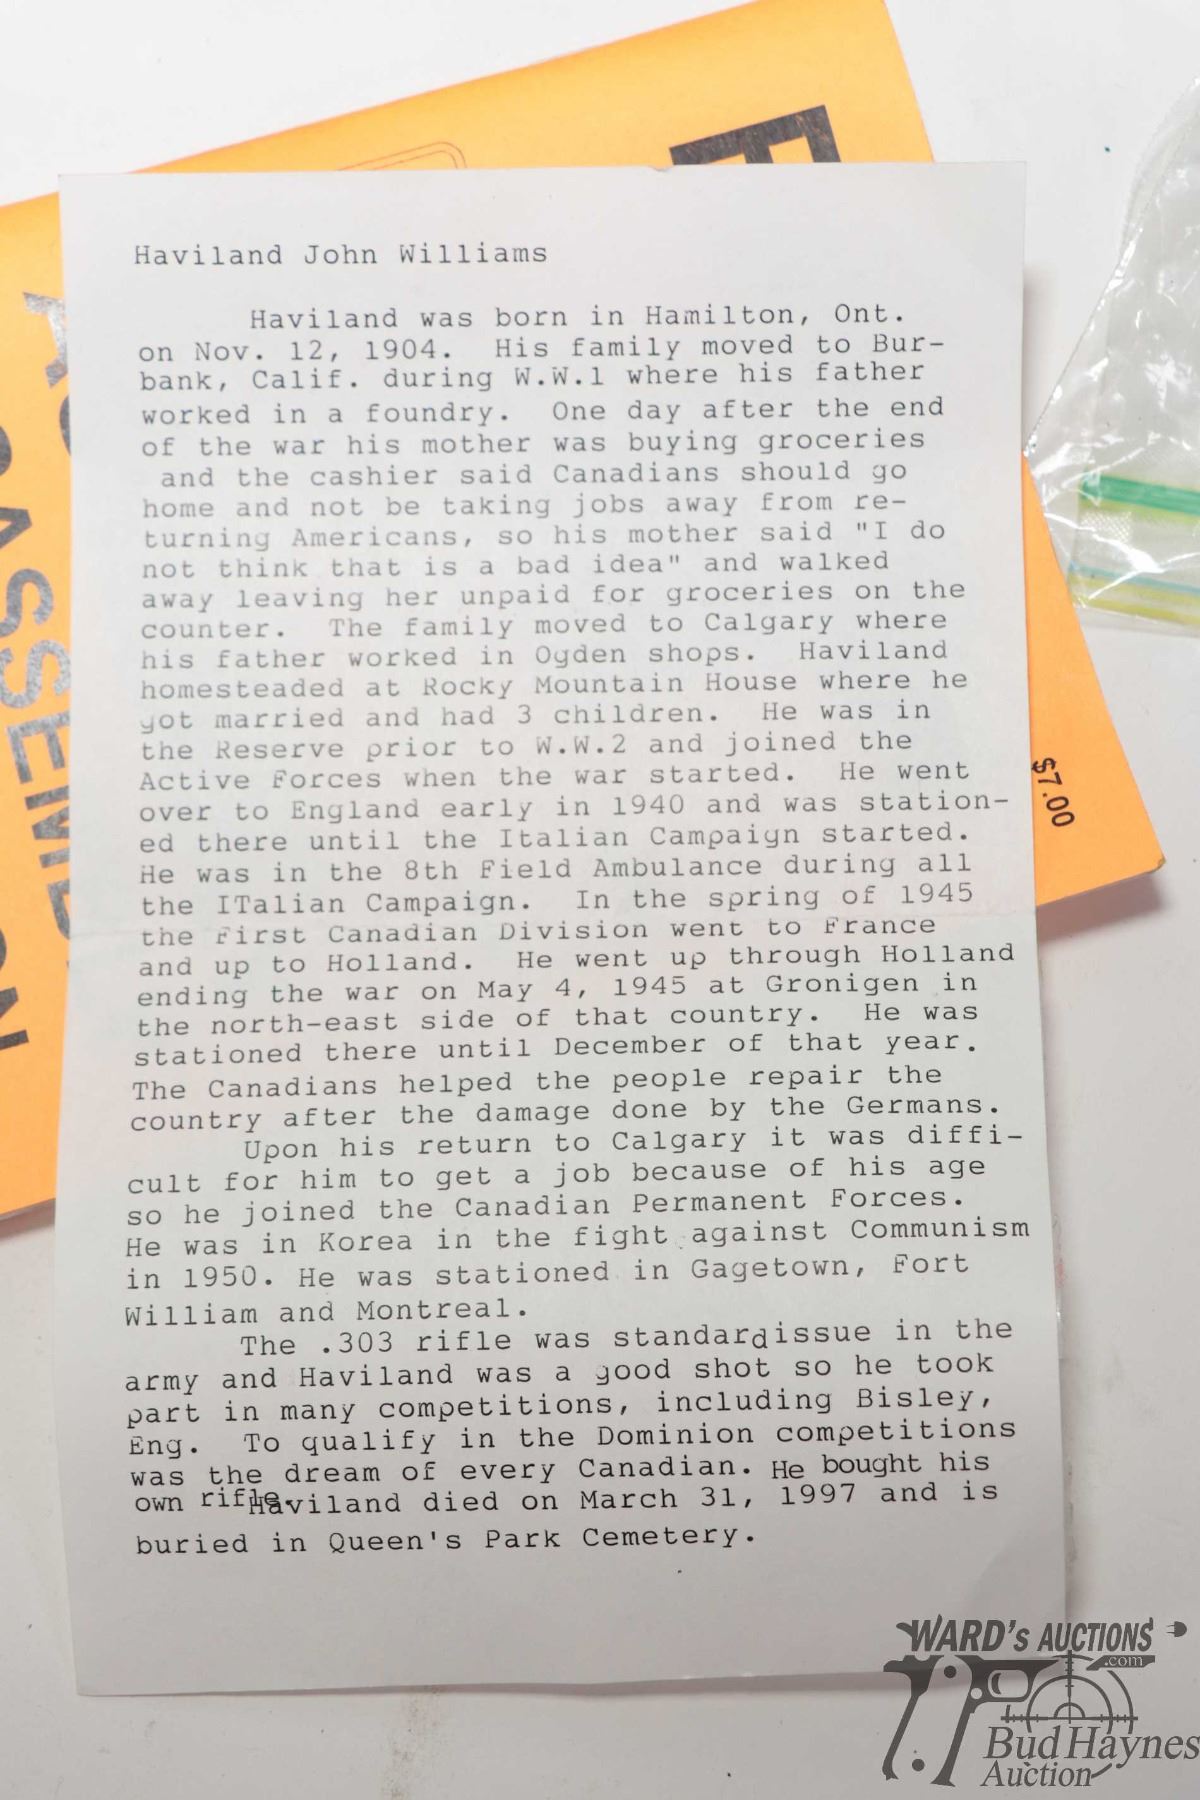 Haviland John Williams
Haviland was born in Hamilton, Ont.
on Nov. 12, 1904. His family moved to Bur-
bank, Calif. during W.W.1 where his father
worked in a foundry. One day after the end
of the war his mother was buying groceries
and the cashier said Canadians should go
home and not be taking jobs away from re-
turning Americans, so his mother said "I do
not think that is a bad idea" and walked
away leaving her unpaid for groceries on the
counter. The family moved to Calgary where
his father worked in Ogden shops. Haviland
homesteaded at Rocky Mountain House where he
got married and had 3 children. He was in
the Reserve prior to W.W.2 and joined the
Active Forces when the war started. He went
over to England early in 1940 and was station-
ed there until the Italian Campaign started.
He was in the 8th Field Ambulance during all
the ITalian Campaign. In the spring of 1945
the First Canadian Division went to France
and up to Holland. He went up through Holland
ending the war on May 4, 1945 at Gronigen in
the north-east side of that country. He was
stationed there until December of that year.
The Canadians helped the people repair the
country after the damage done by the Germans.
Upon his return to Calgary it was diffi-
cult for him to get a job because of his age
so he joined the Canadian Permanent Forces.
He was in Korea in the fight against Communism
in 1950. He was stationed in Gagetown, Fort
William and Montreal.
The .303 rifle was standard issue in the
army and Haviland was a good shot so he took
part in many competitions, including Bisley,
Eng. To qualify in the Dominion competitions
was the dream of every Canadian. He bought his
own rifle.
Haviland died on March 31, 1997 and is
buried in Queen's Park Cemetery.
$7.00
WARD's AUCTIONS
.com
Bud Haynes
Auction